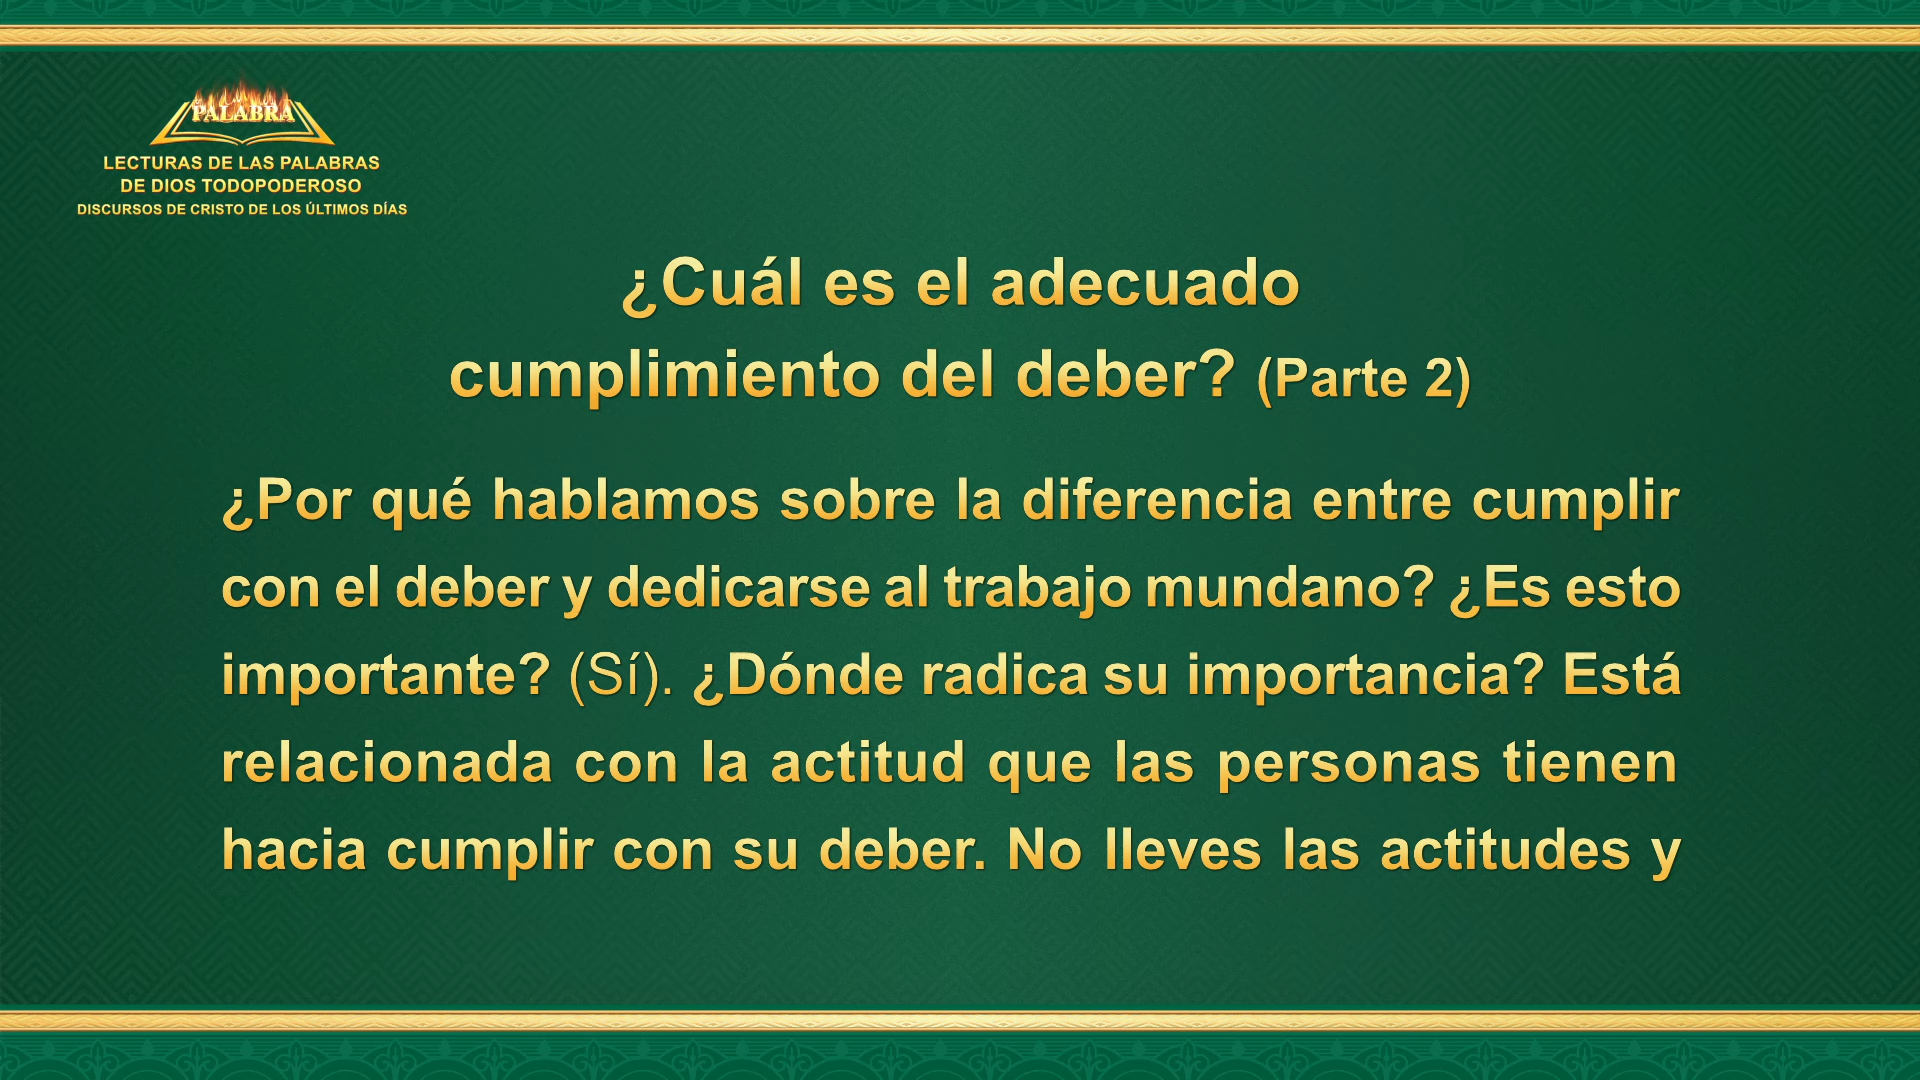 PALABRA
LECTURAS DE LAS PALABRAS
DE DIOS TODOPODEROSO
DISCURSOS DE CRISTO DE LOS ÚLTIMOS DÍAS
¿Cuál es el adecuado
cumplimiento del deber? (Parte 2)
¿Por qué hablamos sobre la diferencia entre cumplir
con el deber y dedicarse al trabajo mundano? ¿Es esto
importante? (Sí). ¿Dónde radica su importancia? Está
relacionada con la actitud que las personas tienen
hacia cumplir con su deber. No lleves las actitudes y